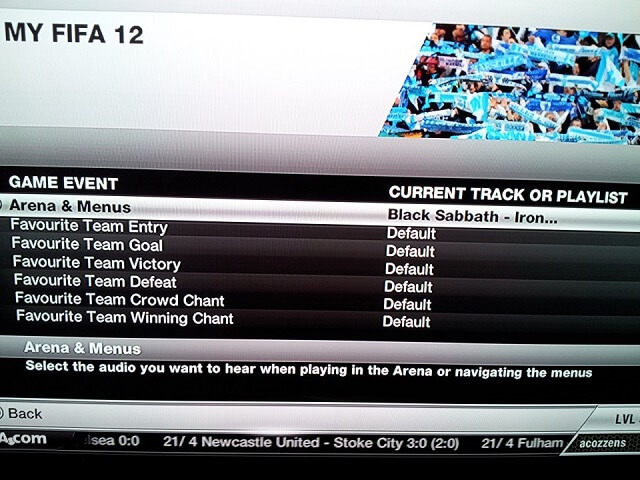 MY FIFA 12
GAME EVENT CURRENT TRACK OR PLAYLIST
Arena & Menus Black Sabbath - Iron...
Favourite Team Entry Default
Favourite Team Goal Default
Favourite Team Victory Default
Favourite Team Defeat Default
Favourite Team Crowd Chant Default
Favourite Team Winning Chant Default
Arena & Menus
Select the audio you want to hear when playing in the Arena or navigating the menus
Back LVL
A.com lsea 0:0 21/ 4 Newcastle United - Stoke City 3:0 (2:0) 21/ 4 Fulham acozzens